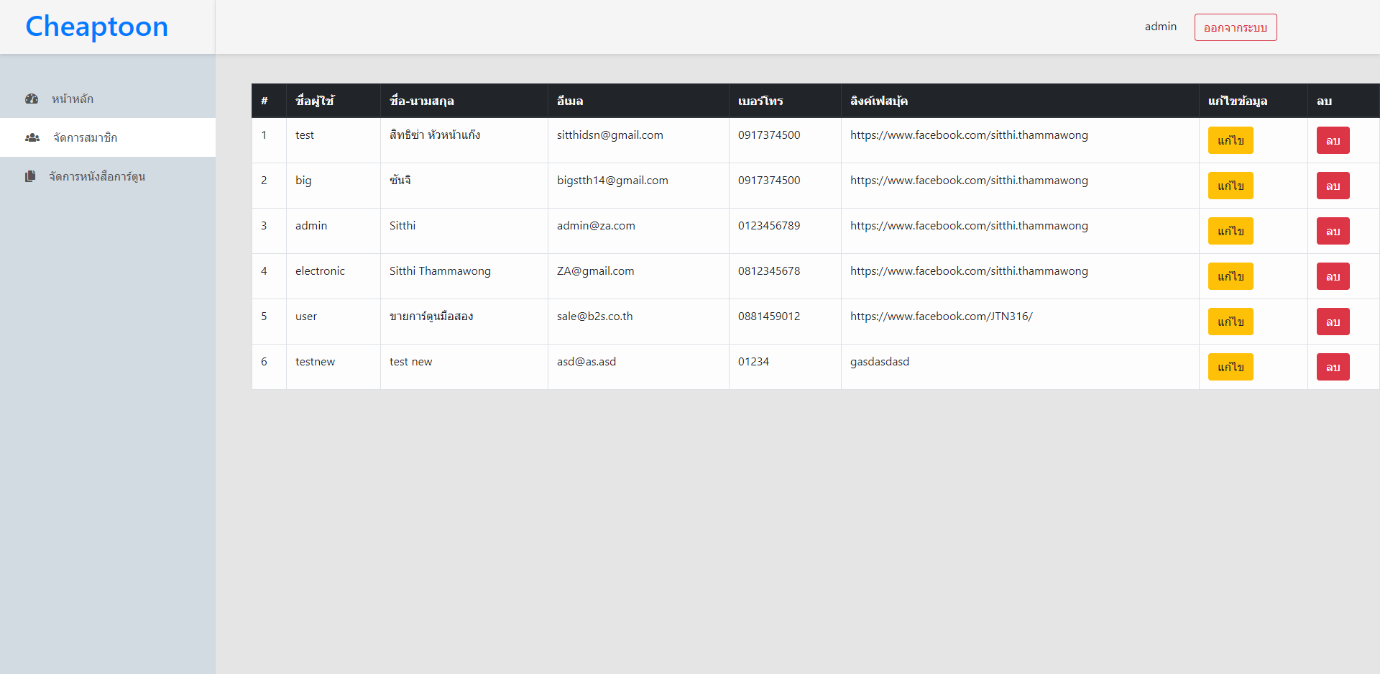 Cheaptoon
admin ออกจากระบบ
หน้าหลัก
จัดการสมาชิก
จัดการหนังสือการ์ตูน
# ชื่อผู้ใช้ ชื่อ-นามสกุล อีเมล เบอร์โทร ลิงค์เฟสบุ้ค แก้ไขข้อมูล ลบ
1 test สิทธิซ่า หัวหน้าแก๊ง sitthidsn@gmail.com 0917374500 https://www.facebook.com/sitthi.thammawong แก้ไข ลบ
2 big ซันจิ bigstth14@gmail.com 0917374500 https://www.facebook.com/sitthi.thammawong แก้ไข ลบ
3 admin Sitthi admin@za.com 0123456789 https://www.facebook.com/sitthi.thammawong แก้ไข ลบ
4 electronic Sitthi Thammawong ZA@gmail.com 0812345678 https://www.facebook.com/sitthi.thammawong แก้ไข ลบ
5 user ขายการ์ตูนมือสอง sale@b2s.co.th 0881459012 https://www.facebook.com/JTN316/ แก้ไข ลบ
6 testnew test new asd@as.asd 01234 gasdasdasd แก้ไข ลบ